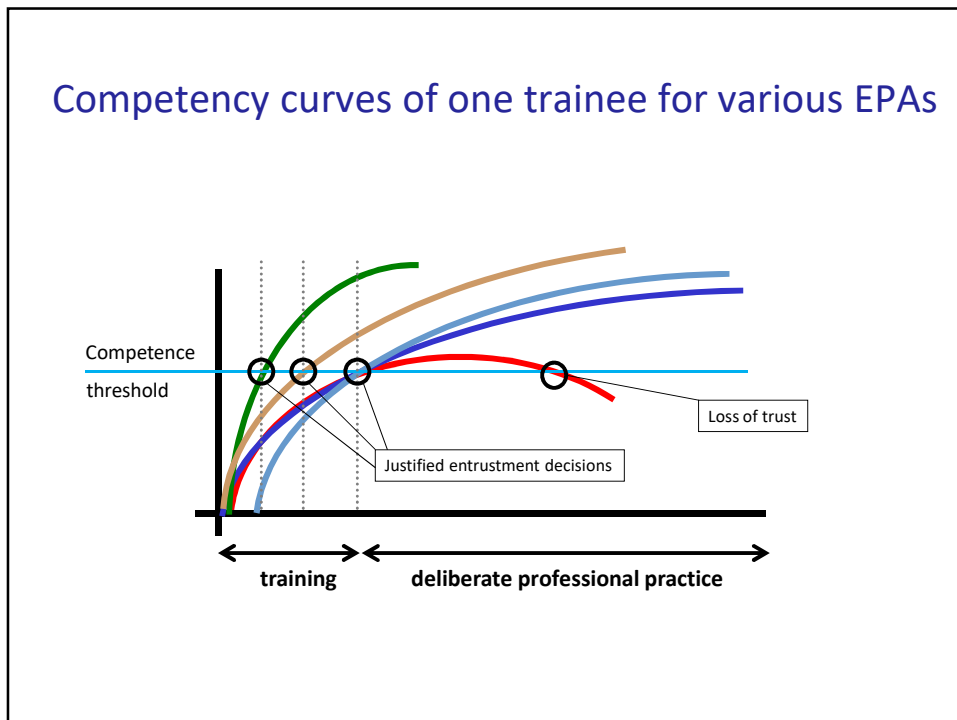 Competency curves of one trainee for various EPAs
Competence
threshold
Loss of trust
Justified entrustment decisions
training
deliberate professional practice